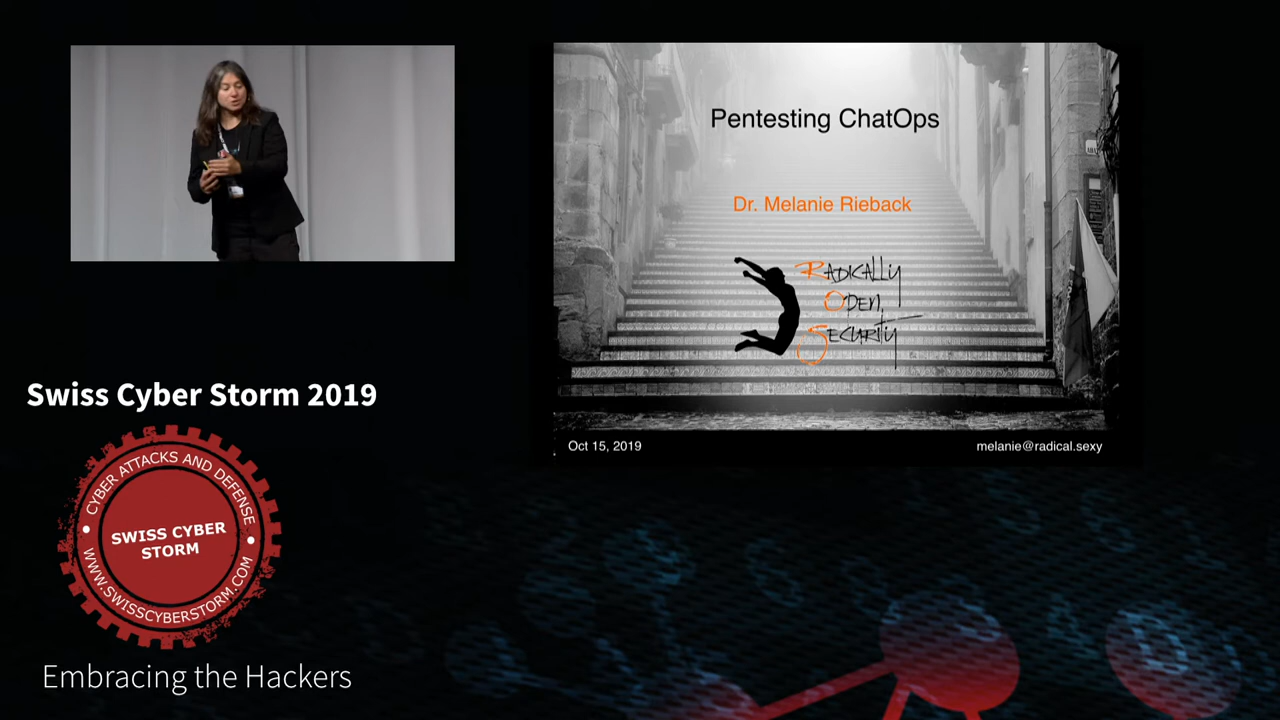 Pentesting ChatOps
Dr. Melanie Rieback
RADICALLY
OPEN
SECURITY
Oct 15, 2019
melanie@radical.sexy
Swiss Cyber Storm 2019
CYBER ATTACKS AND DEFENSE
SWISS CYBER
STORM
WWW.SWISSCYBERSTORM.COM
Embracing the Hackers